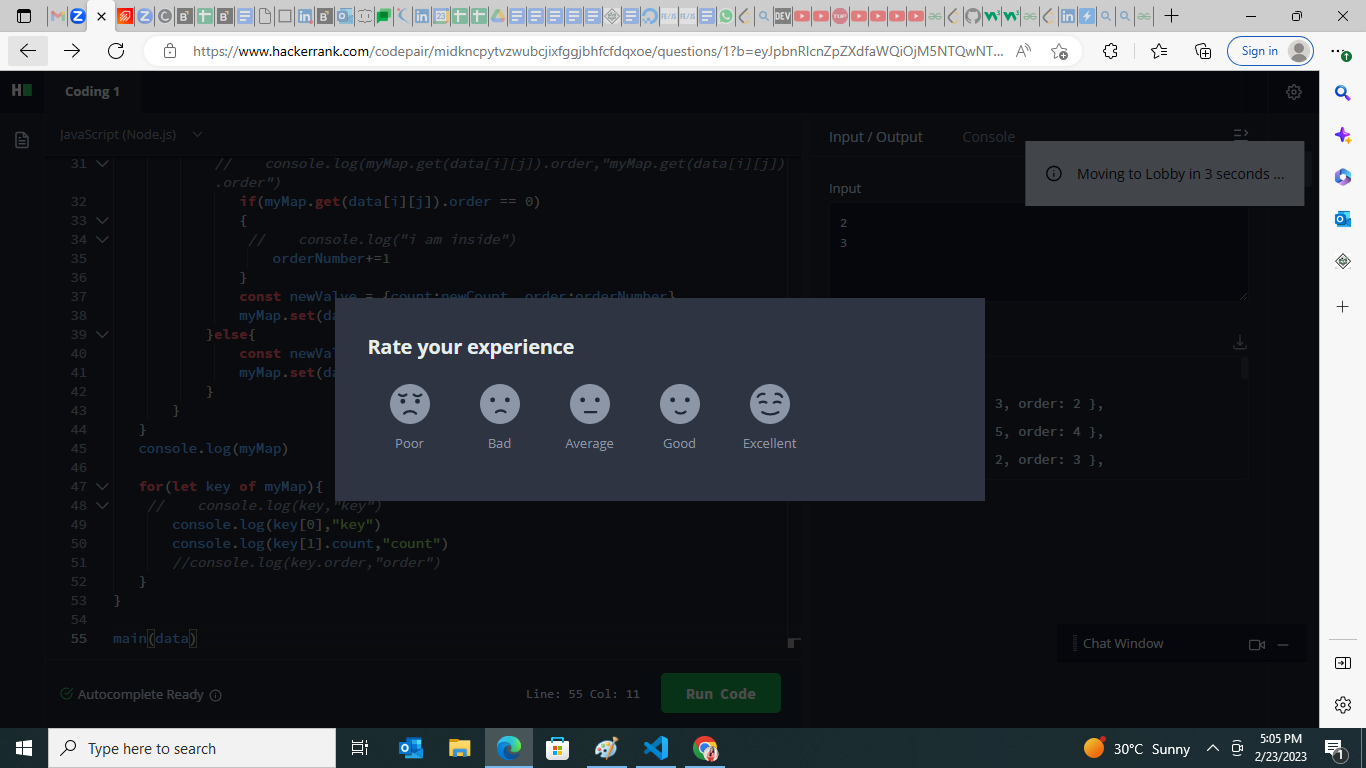 https://www.hackerrank.com/codepair/midkncpytvzwubcjixfggjbhfcfdqxoe/questions/1?b=eyJpbnRlcnZpZXdfaWQiOjM5NTQwNT...
Sign in
H
Coding 1
JavaScript (Node.js)
Input / Output Console
Moving to Lobby in 3 seconds ...
Input
2
3
31 // console.log(myMap.get(data[i][j]).order,"myMap.get(data[i][j])
.order")
32 if(myMap.get(data[i][j]).order == 0)
33 {
34 // console.log("i am inside")
35 orderNumber+=1
36 }
37 const newValve = {count:newCount, order:orderNumber}
38 myMap.set(da
39 }else{
40 const newVa
41 myMap.set(da
42 }
43 }
44 }
45 console.log(myMap)
46
47 for(let key of myMap){
48 // console.log(key,"key")
49 console.log(key[0],"key")
50 console.log(key[1].count,"count")
51 //console.log(key.order,"order")
52 }
53 }
54
55 main(data)
Rate your experience
Poor Bad Average Good Excellent
3, order: 2 },
5, order: 4 },
2, order: 3 },
Chat Window
Autocomplete Ready
Line: 55 Col: 11
Run Code
Type here to search
30°C Sunny
5:05 PM
2/23/2023
1